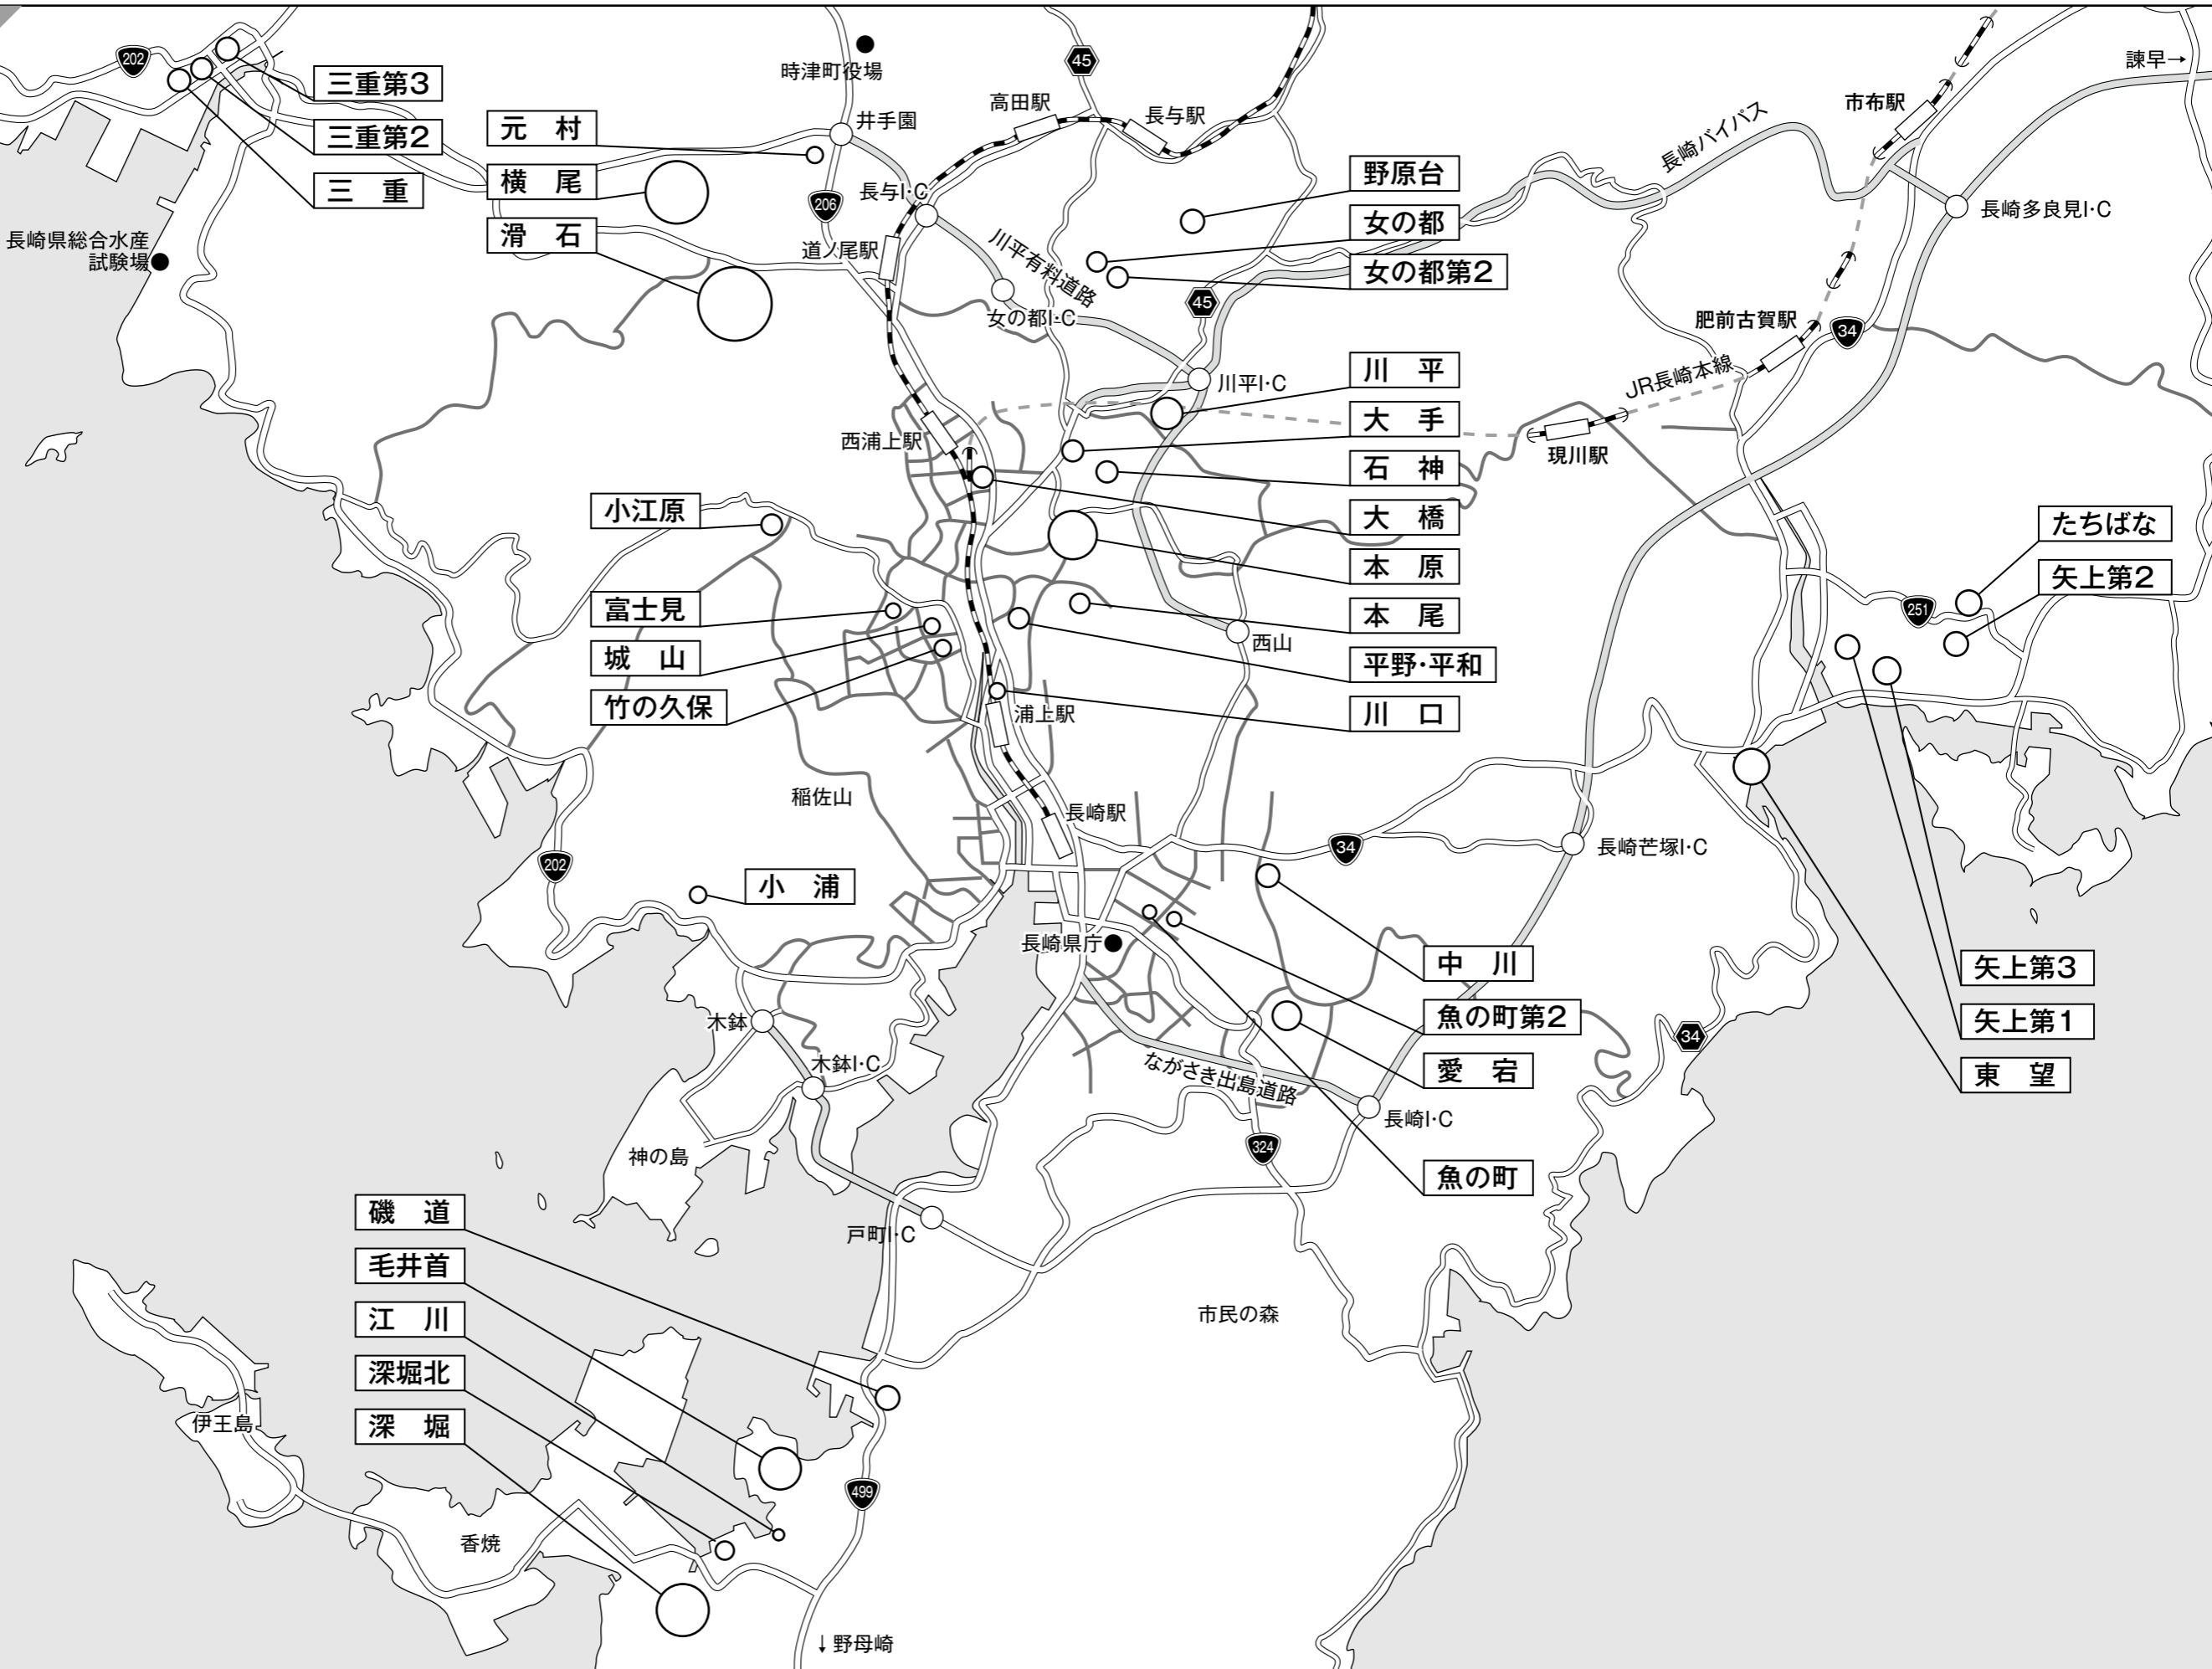 202
三重第3
三重第2
三　重
長崎県総合水産
試験場
元　村
横　尾
滑　石
時津町役場
井手園
206
長与I・C
道ノ尾駅
高田駅
45
長与駅
川平有料道路
女の都I・C
野原台
女の都
女の都第2
45
長崎バイパス
市布駅
諫早→
長崎多良見I・C
肥前古賀駅
34
JR長崎本線
現川駅
川平I・C
西浦上駅
川　平
大　手
石　神
大　橋
本　原
本　尾
平野・平和
川　口
小江原
富士見
城　山
竹の久保
西山
浦上駅
たちばな
矢上第2
251
稲佐山
長崎駅
34
長崎芒塚I・C
202
小　浦
長崎県庁
中　川
魚の町第2
愛　宕
魚の町
矢上第3
矢上第1
東　望
34
木鉢
木鉢I・C
ながさき出島道路
長崎I・C
324
神の島
戸町I・C
磯　道
毛井首
江　川
深堀北
深　堀
市民の森
伊王島
499
香焼
↓野母崎